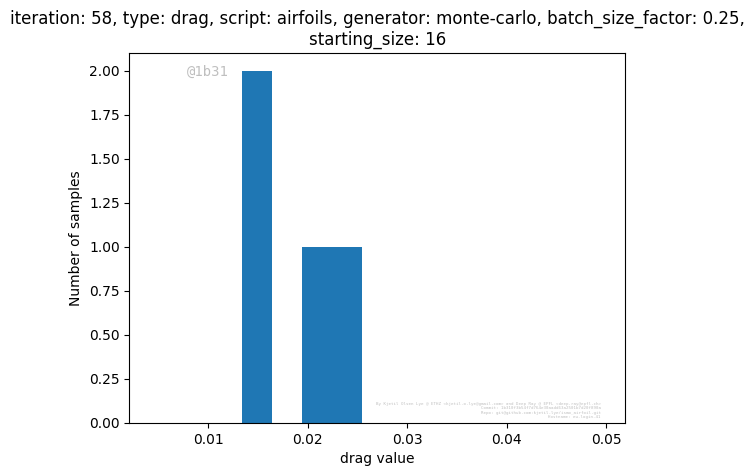 iteration: 58, type: drag, script: airfoils, generator: monte-carlo, batch_size_factor: 0.25,
starting_size: 16
@1b31
2.00
1.75
1.50
1.25
1.00
0.75
0.50
0.25
0.00
Number of samples
0.01
0.02
0.03
0.04
0.05
drag value